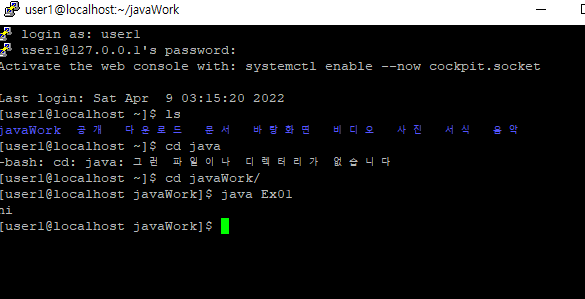 user1@localhost:~/javaWork
login as: user1
user1@127.0.0.1's password:
Activate the web console with: systemctl enable --now cockpit.socket
Last login: Sat Apr  9 03:15:20 2022
[user1@localhost ~]$ ls
javaWork 공개 다운로드 문서 바탕화면 비디오 사진 서식 음악
[user1@localhost ~]$ cd java
-bash: cd: java: 그런 파일이나 디렉터리가 없습니다
[user1@localhost ~]$ cd javaWork/
[user1@localhost javaWork]$ java Ex01
hi
[user1@localhost javaWork]$